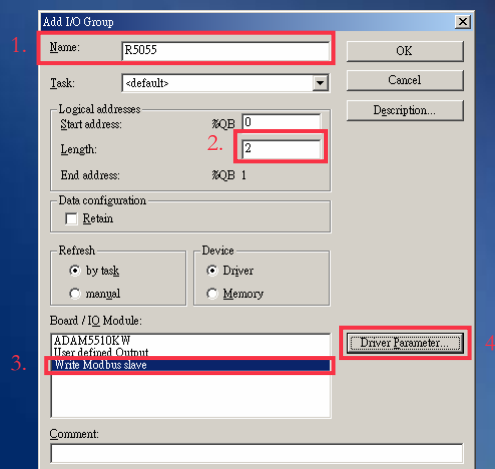 Add I/O Group
1.
Name: R5055
OK
Task: <default>
Cancel
Logical addresses
Description...
Start address: %QB 0
2.
Length: 2
End address: %QB 1
Data configuration
Retain
Refresh Device
by task Driver
manual Memory
Board / IO Module:
ADAM5510KW
User defined Output
Driver Parameter...
4.
3.
Write Modbus slave
Comment: